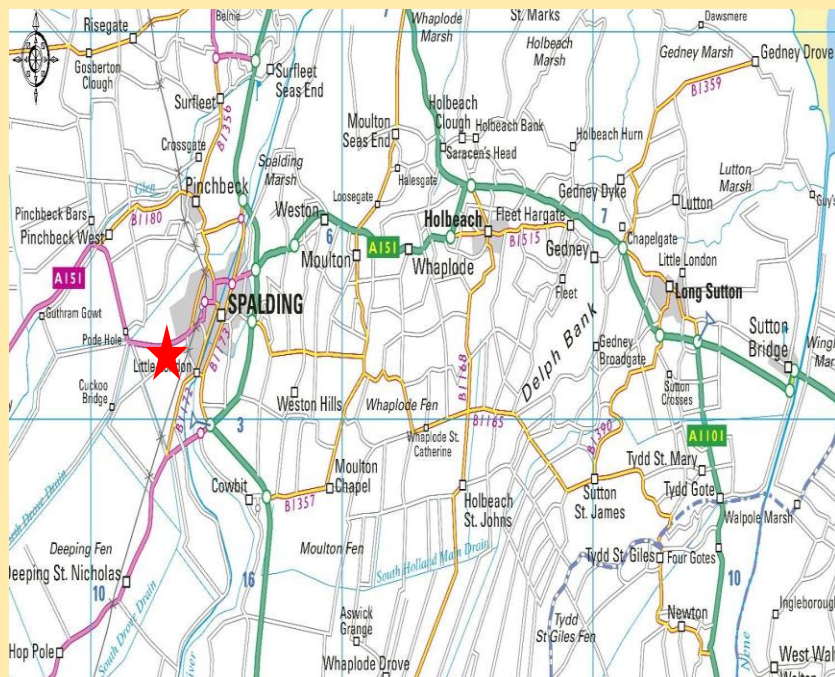 Risegate
Belnie
Gosberton
Clough
Surfleet
Seas End
Surfleet
Crossgate
B1356
Glen
Pinchbeck
Spalding
Marsh
Pinchbeck Bars
Pinchbeck West
B1180
A151
Guthram Gowt
Pode Hole
SPALDING
B1173
B1172
Cuckoo
Bridge
Weston
6
Moulton
Weston Hills
3
Cowbit
B1357
Moulton
Chapel
Moulton Fen
Deeping Fen
Deeping St. Nicholas
10
South Drove Drain
Hop Pole
16
River
Whaplode
Marsh
St. Marks
Holbeach
Marsh
Moulton
Seas End
Holbeach
Clough
Holbeach Bank
Saracen's Head
Halesgate
Loosegate
Holbeach Hurn
A151
Holbeach
Whaplode
Fleet Hargate
B1515
Fleet
Gedney
7
Chapelgate
Gedney Dyke
Dawsmere
Gedney Marsh
Gedney Drove
B1359
Lutton
Marsh
Lutton
Guy's
Little
London
Long Sutton
Delph Bank
Gedney
Broadgate
Sutton
Crosses
Sutton
Bridge
A1101
B1168
Whaplode Fen
Whaplode St.
Catherine
B1165
B1390
Holbeach
St. Johns
Sutton
St. James
Tydd St. Mary
Tydd Gote
Walpole Marsh
South Holland Main Drain
Tydd St. Giles
Four Gotes
Aswick
Grange
Whaplode Drove
Tydd
St Giles Fen
Newton
10
Nene
Ingleborough
West Wal